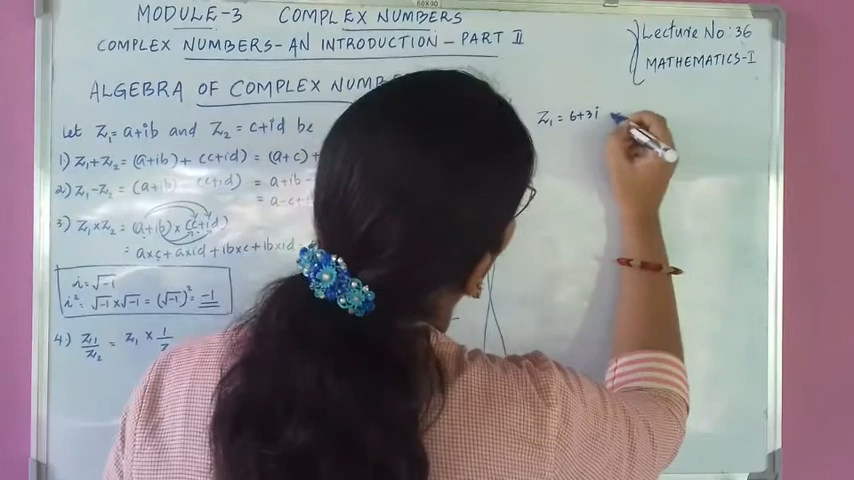 MODULE-3 COMPLEX NUMBERS
COMPLEX NUMBERS-AN INTRODUCTION - PART II
Lecture No: 36
MATHEMATICS-I
ALGEBRA OF COMPLEX NUM
let Z₁=a+ib and Z₂ = c+id be
1) Z₁+Z₂ = (a+ib) + (c+id) = (a+c) +
2) Z₁-Z₂ = (a+ib) - (c+id) = a+ib -
= a-c+i
3) Z₁×Z₂ = (a+ib) × (c+id)
= a×c + a×id + ib×c + ib×id
i = √-1
i² = √-1 × √-1 = (√-1)² = -1
4) Z₁/Z₂ = Z₁ × 1/Z
Z₁ = 6+3i